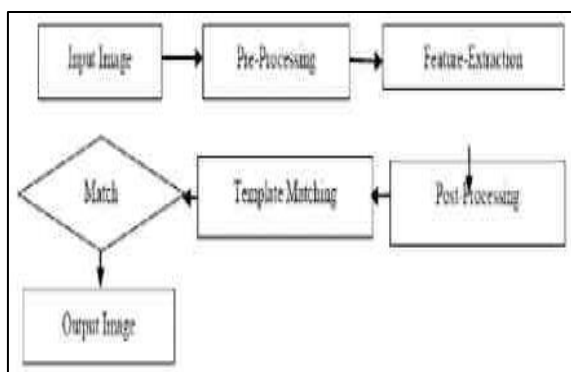 Input Image
Pre-Processing
Feature-Extraction
Match
Template Matching
Post-Processing
Output Image